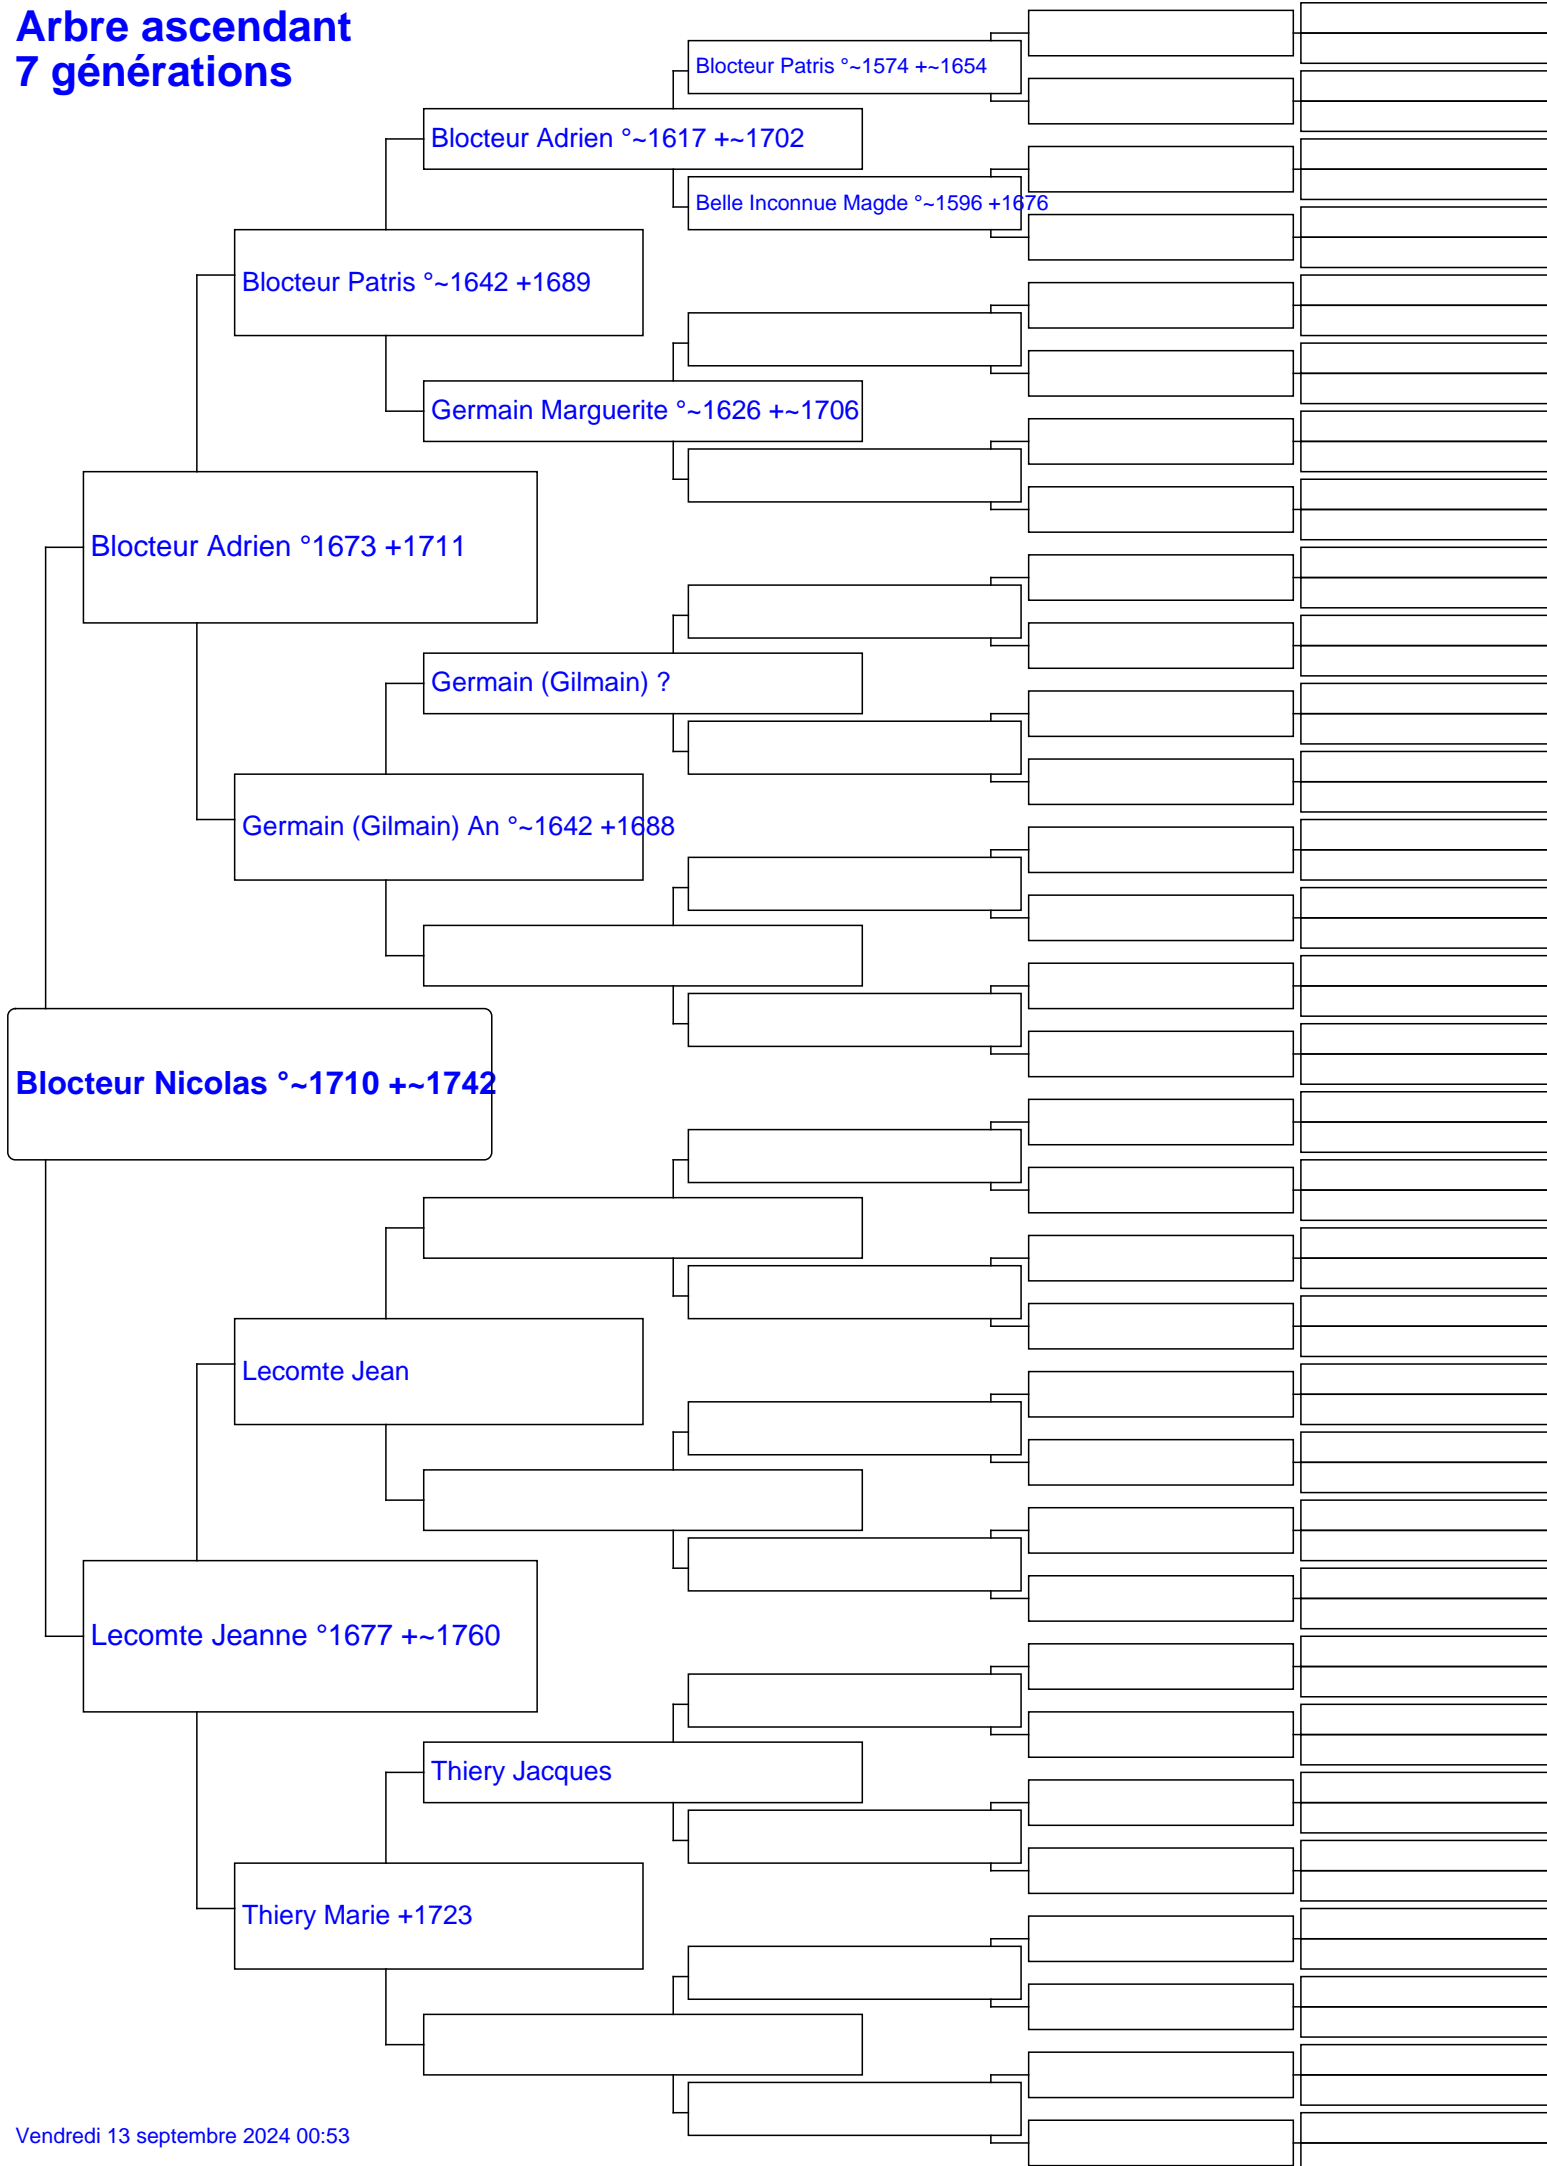 Arbre ascendant
7 générations
Blocteur Patris °~1574 +~1654
Blocteur Adrien °~1617 +~1702
Belle Inconnue Magde °~1596 +1676
Blocteur Patris °~1642 +1689
Germain Marguerite °~1626 +~1706
Blocteur Adrien °1673 +1711
Germain (Gilmain) ?
Germain (Gilmain) An °~1642 +1688
Blocteur Nicolas °~1710 +~1742
Lecomte Jean
Lecomte Jeanne °1677 +~1760
Thiery Jacques
Thiery Marie +1723
Vendredi 13 septembre 2024 00:53